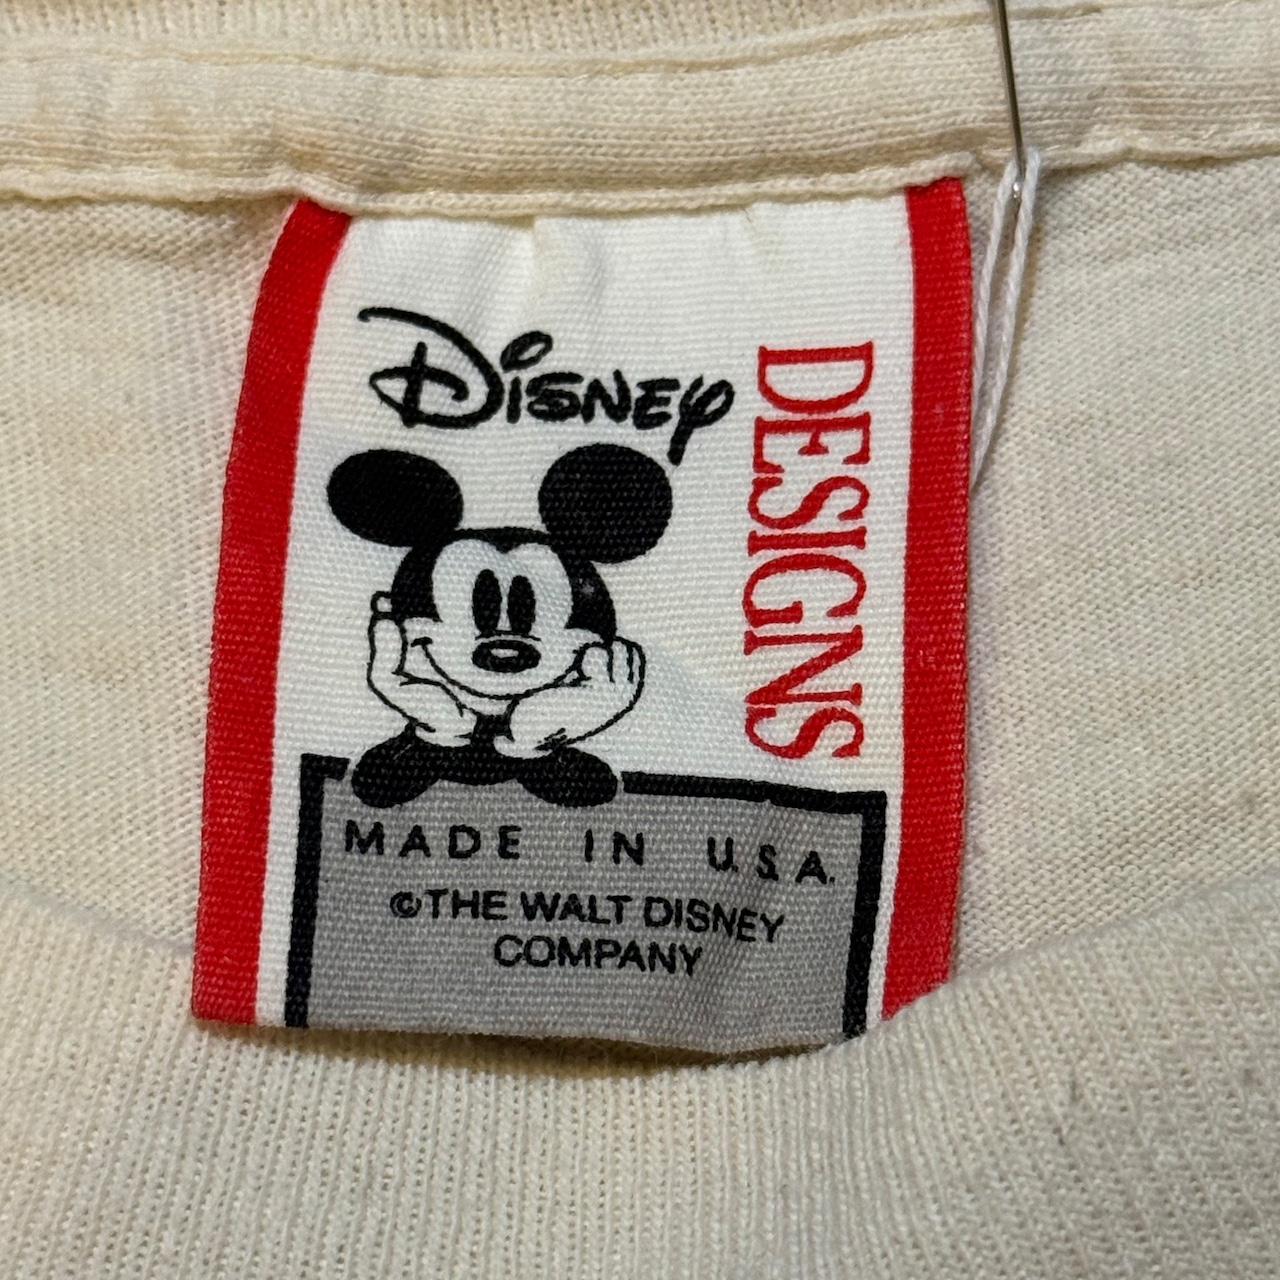 Disney
DESIGNS
MADE IN U.S.A.
©THE WALT DISNEY
COMPANY